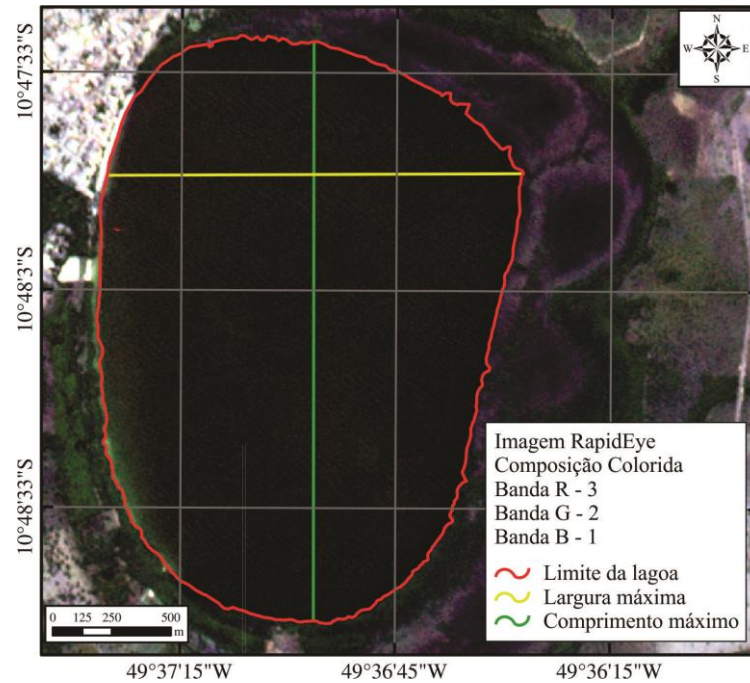 N
W E
S
10°47'33"S
10°48'3"S
10°48'33"S
Imagem RapidEye
Composição Colorida
Banda R - 3
Banda G - 2
Banda B - 1
Limite da lagoa
Largura máxima
Comprimento máximo
0 125 250 500
m
49°37'15"W 49°36'45"W 49°36'15"W